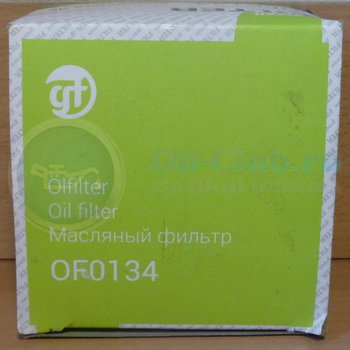 gf
Ölfilter
Oil filter
Масляный фильтр
OF0134
Oil-Club.ru